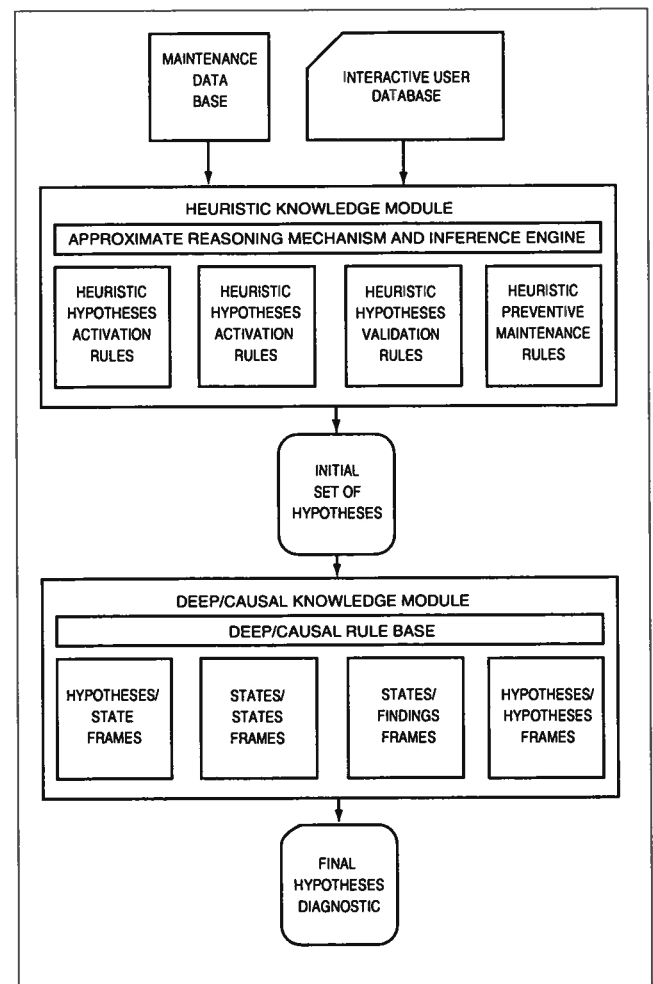 MAINTENANCE
DATA
BASE
INTERACTIVE USER
DATABASE
HEURISTIC KNOWLEDGE MODULE
APPROXIMATE REASONING MECHANISM AND INFERENCE ENGINE
HEURISTIC
HYPOTHESES
ACTIVATION
RULES
HEURISTIC
HYPOTHESES
ACTIVATION
RULES
HEURISTIC
HYPOTHESES
VALIDATION
RULES
HEURISTIC
PREVENTIVE
MAINTENANCE
RULES
INITIAL
SET OF
HYPOTHESES
DEEP/CAUSAL KNOWLEDGE MODULE
DEEP/CAUSAL RULE BASE
HYPOTHESES/
STATE
FRAMES
STATES/
STATES
FRAMES
STATES/
FINDINGS
FRAMES
HYPOTHESES/
HYPOTHESES
FRAMES
FINAL
HYPOTHESES
DIAGNOSTIC